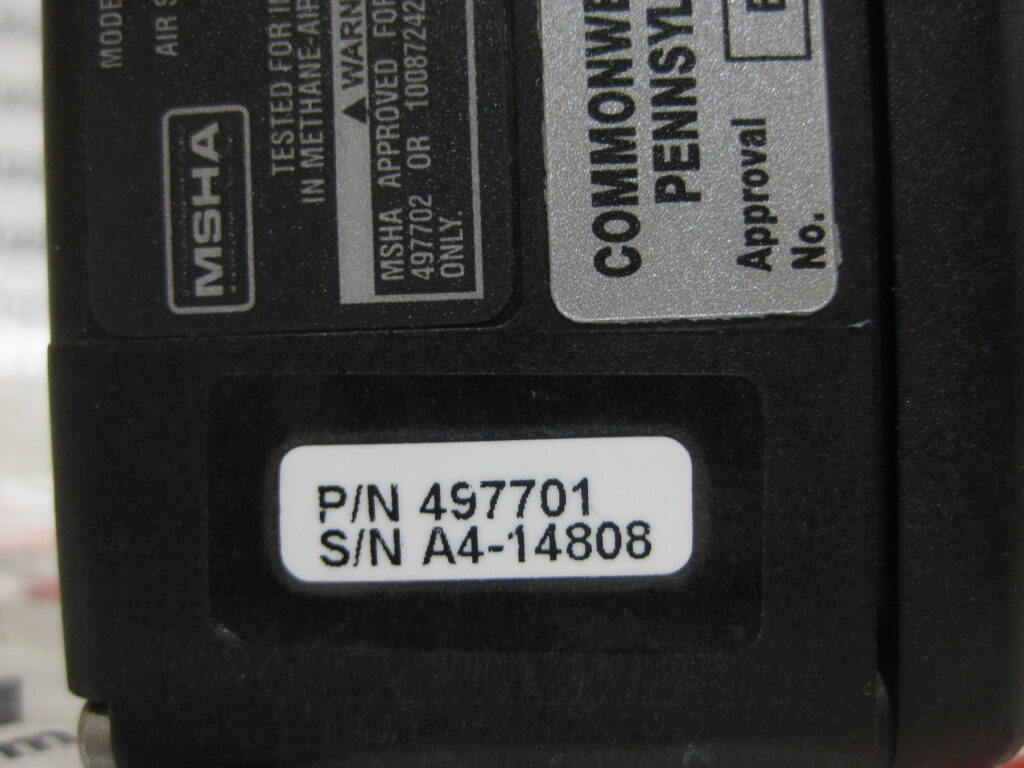 MODE
AIR S
MSHA
TESTED FOR IN
IN METHANE-AIR
▲WARN
MSHA APPROVED FOR
497702 OR 10087242
ONLY.
COMMONWE
PENNSYL
Approval
No.
P/N 497701
S/N A4-14808